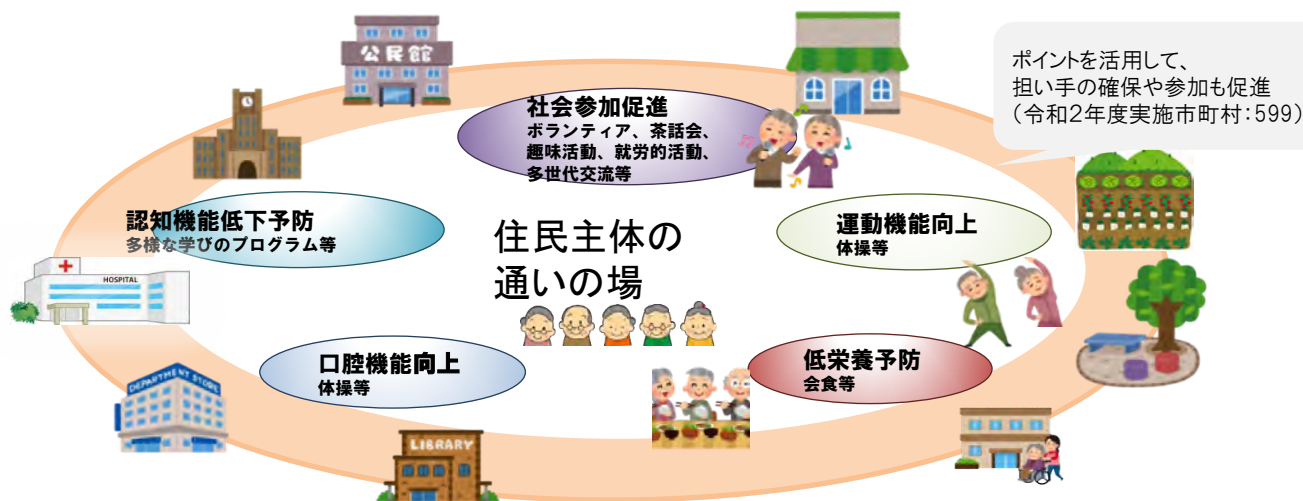 公民館
ポイントを活用して、
担い手の確保や参加も促進
（令和2年度実施市町村：599）
社会参加促進
ボランティア、茶話会、
趣味活動、就労的活動、
多世代交流等
認知機能低下予防
多様な学びのプログラム等
住民主体の
通いの場
運動機能向上
体操等
HOSPITAL
口腔機能向上
体操等
低栄養予防
会食等
DEPARTMENT STORE
LIBRARY